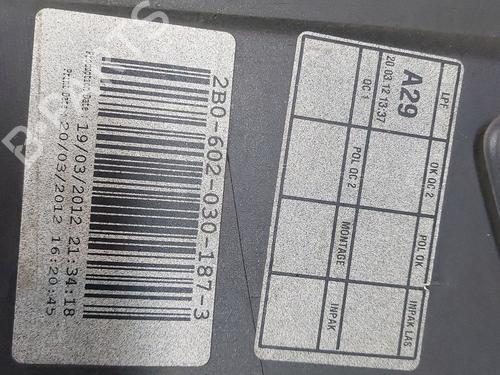 2B0-602-030-187-3
Production Date: 19/03/2012 21:34:18
Print Date: 20/03/2012 16:20:45
LPF
A29
20 03.12 13:37
QC 1
OK QC 2
POL QC 2
POL OK
MONTAGE
INPAK LAS
INPAK
B-PARTS